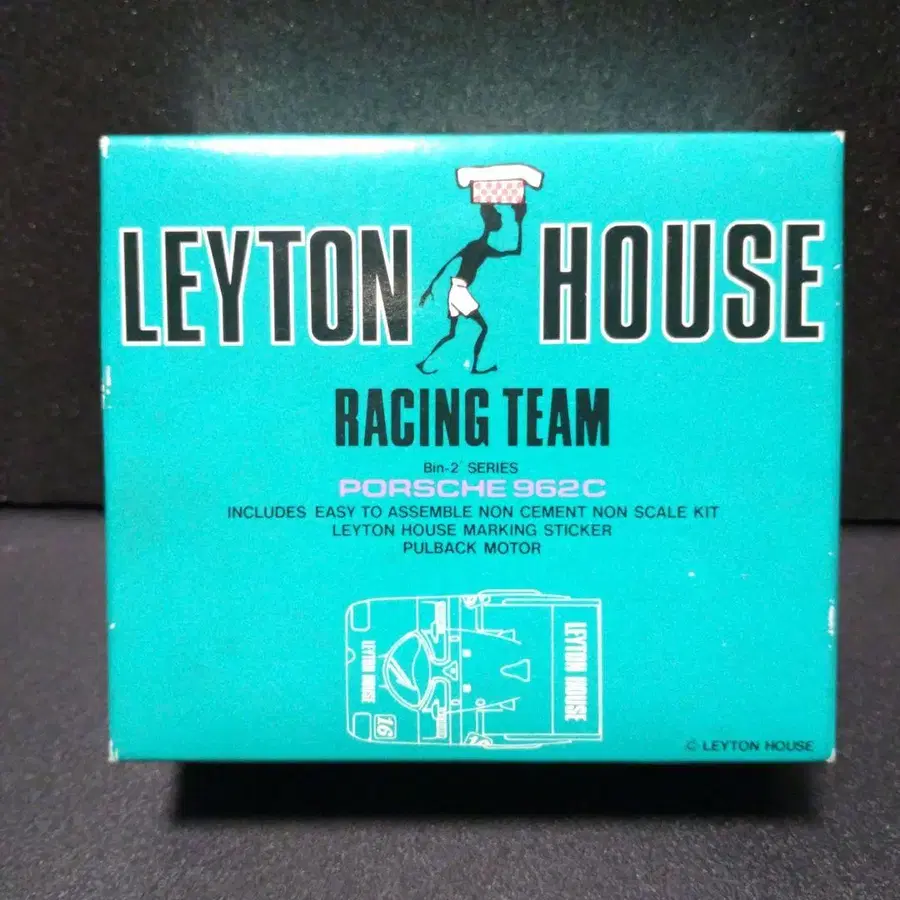 LEYTON HOUSE
RACING TEAM
Bin-2' SERIES
PORSCHE 962C
INCLUDES EASY TO ASSEMBLE NON CEMENT NON SCALE KIT
LEYTON HOUSE MARKING STICKER
PULBACK MOTOR
LEYTON HOUSE
16
LEYTON HOUSE
© LEYTON HOUSE